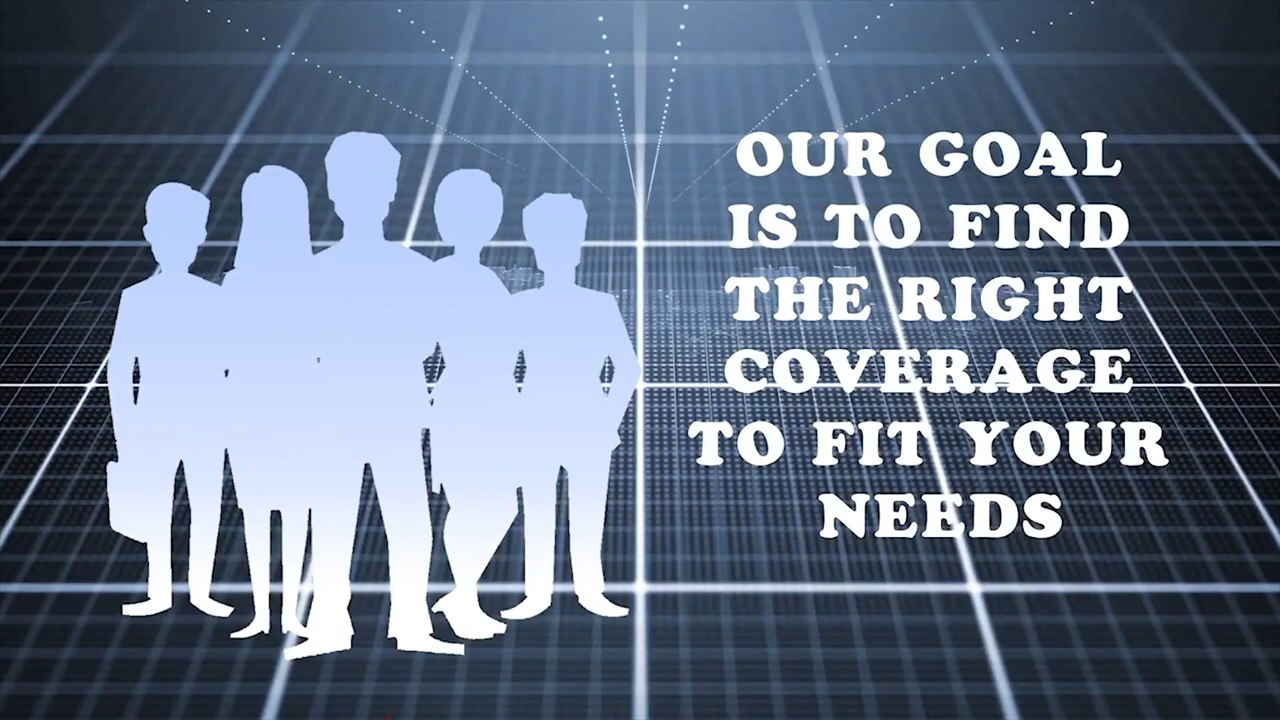 OUR GOAL
IS TO FIND
THE RIGHT
COVERAGE
TO FIT YOUR
NEEDS